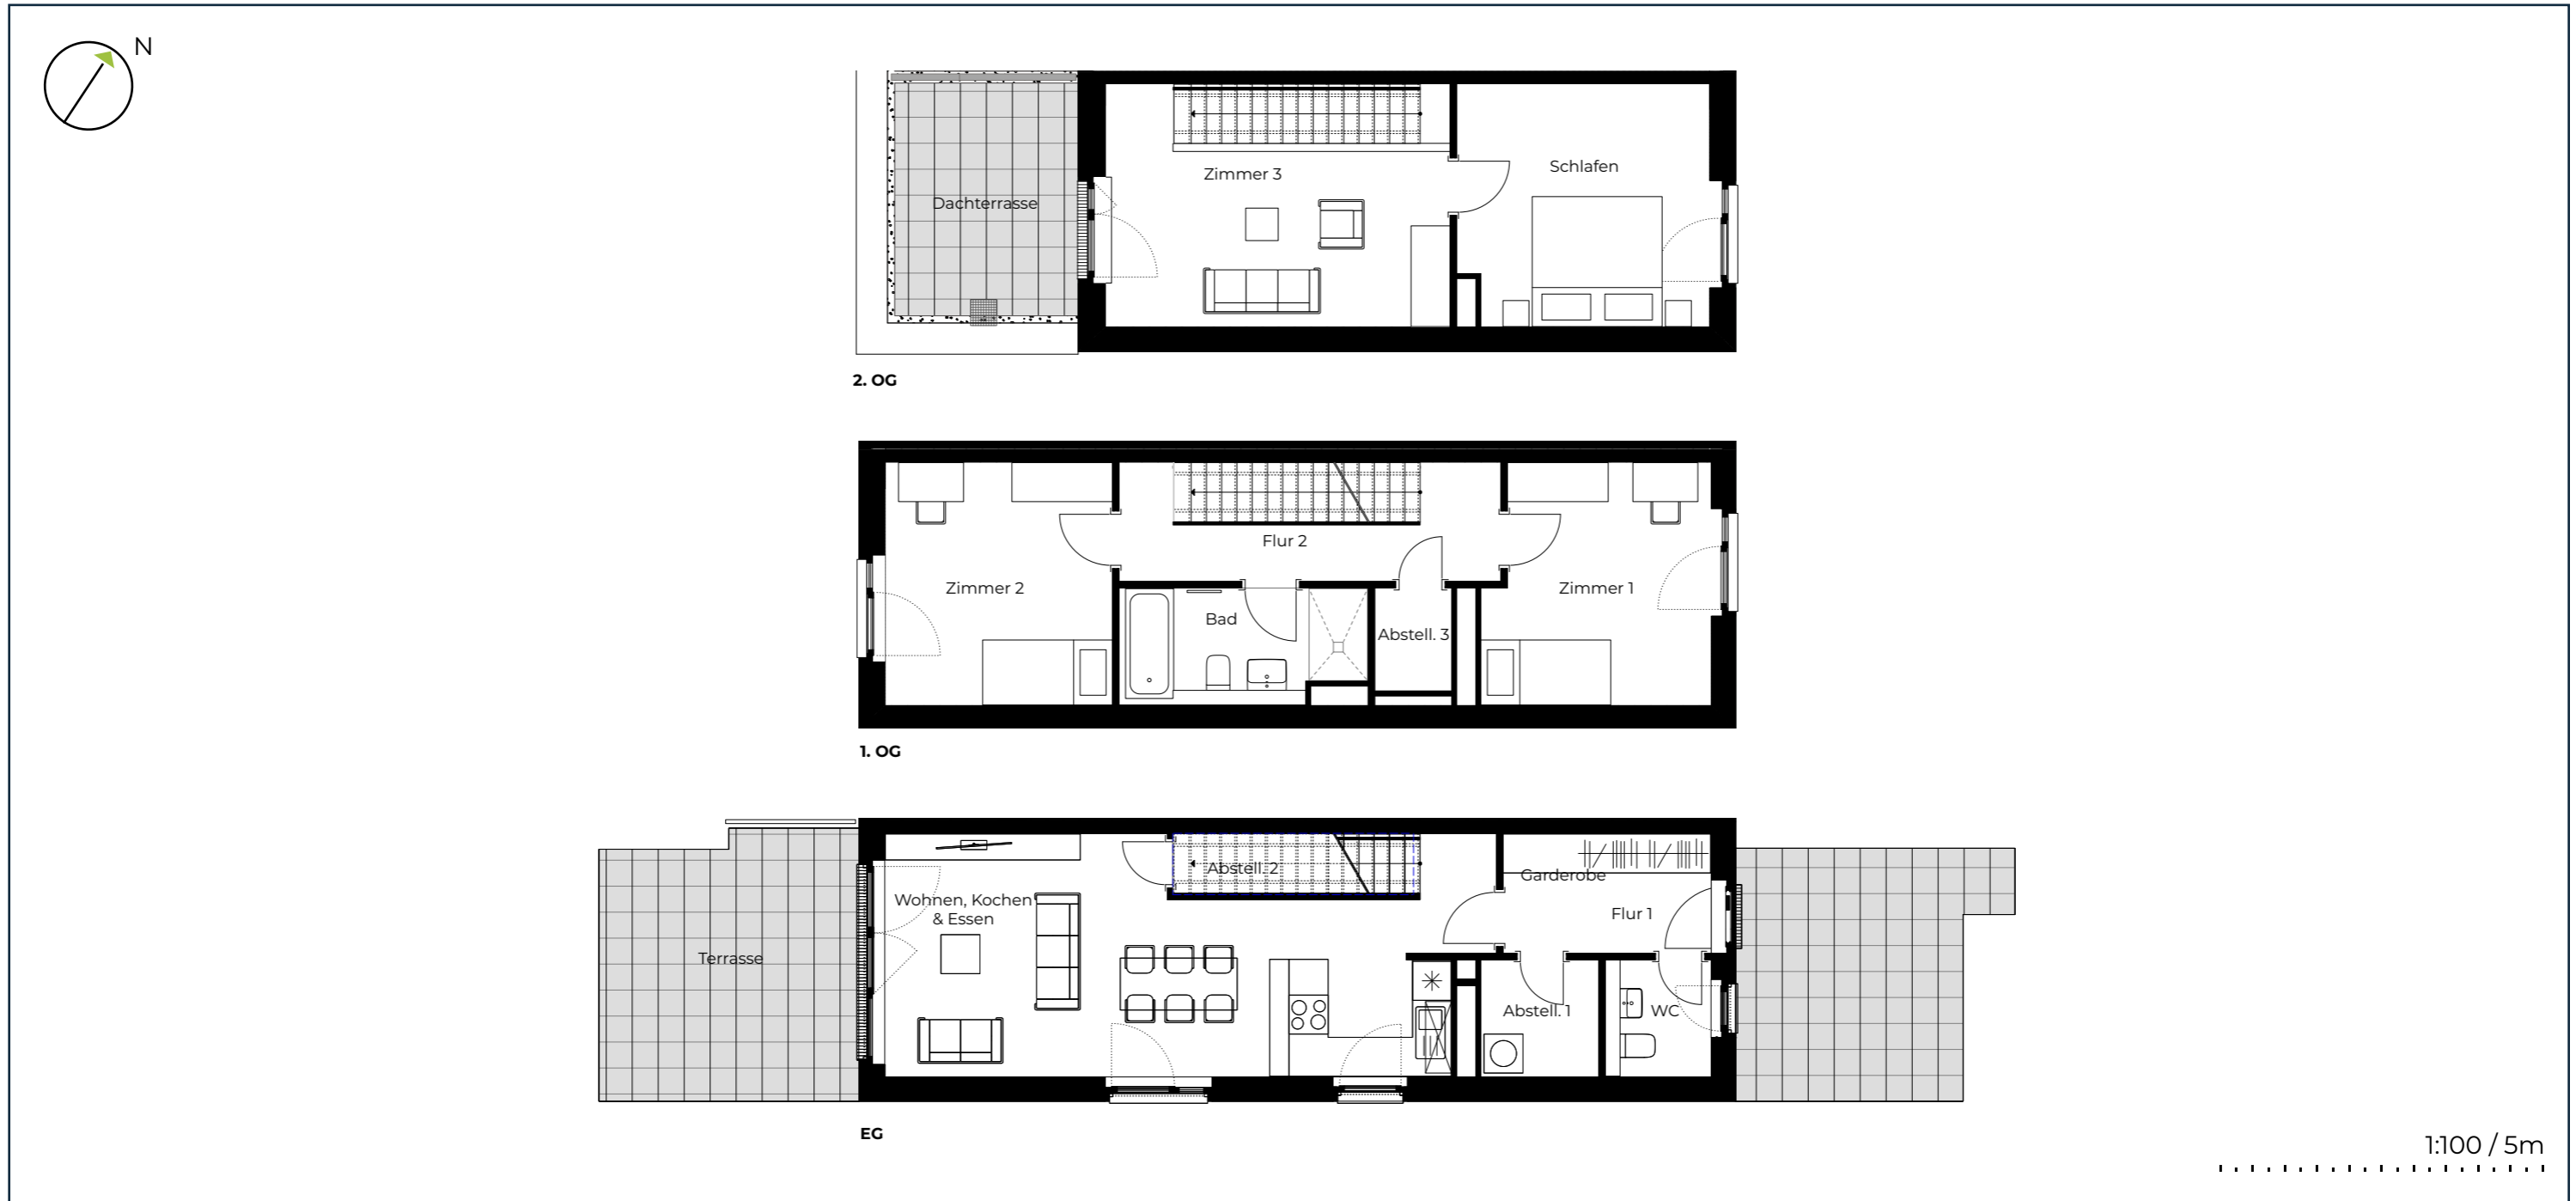 N
Zimmer 3
Schlafen
Dachterrasse
2. OG
Flur 2
Zimmer 2
Zimmer 1
Bad
Abstell. 3
1. OG
Abstell. 2
Garderobe
Wohnen, Kochen
& Essen
Flur 1
Terrasse
Abstell. 1
WC
EG
1:100 / 5m